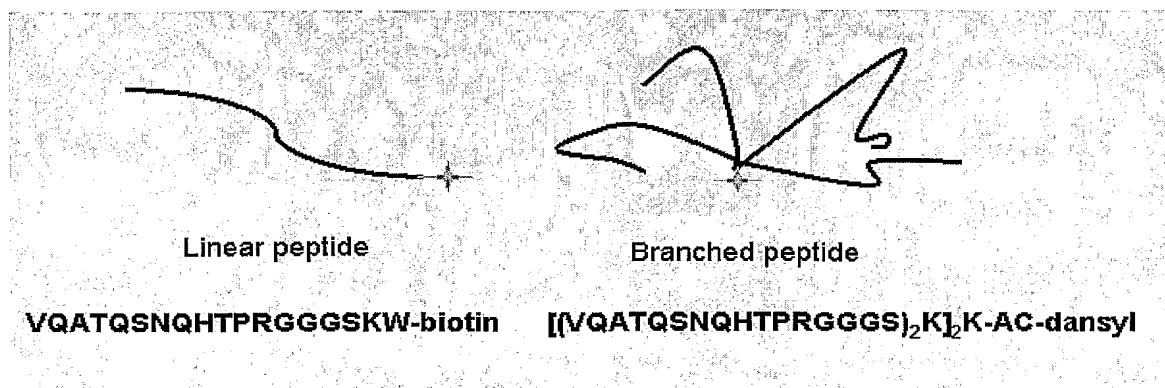 Linear peptide
Branched peptide
VQATQSNQHTPRGGGSKW-biotin
[(VQATQSNQHTPRGGGS)₂K]₂K-AC-dansyl